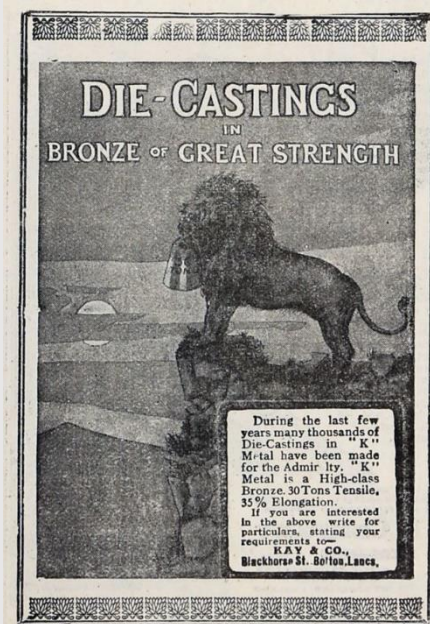 DIE-CASTINGS
IN
BRONZE OF GREAT STRENGTH
During the last few
years many thousands of
Die-Castings in "K"
Metal have been made
for the Admir lty. "K"
Metal is a High-class
Bronze. 30 Tons Tensile,
35% Elongation.
If you are interested
in the above write for
particulars, stating your
requirements to—
KAY & CO.,
Blackhorse St. Bolton, Lancs.